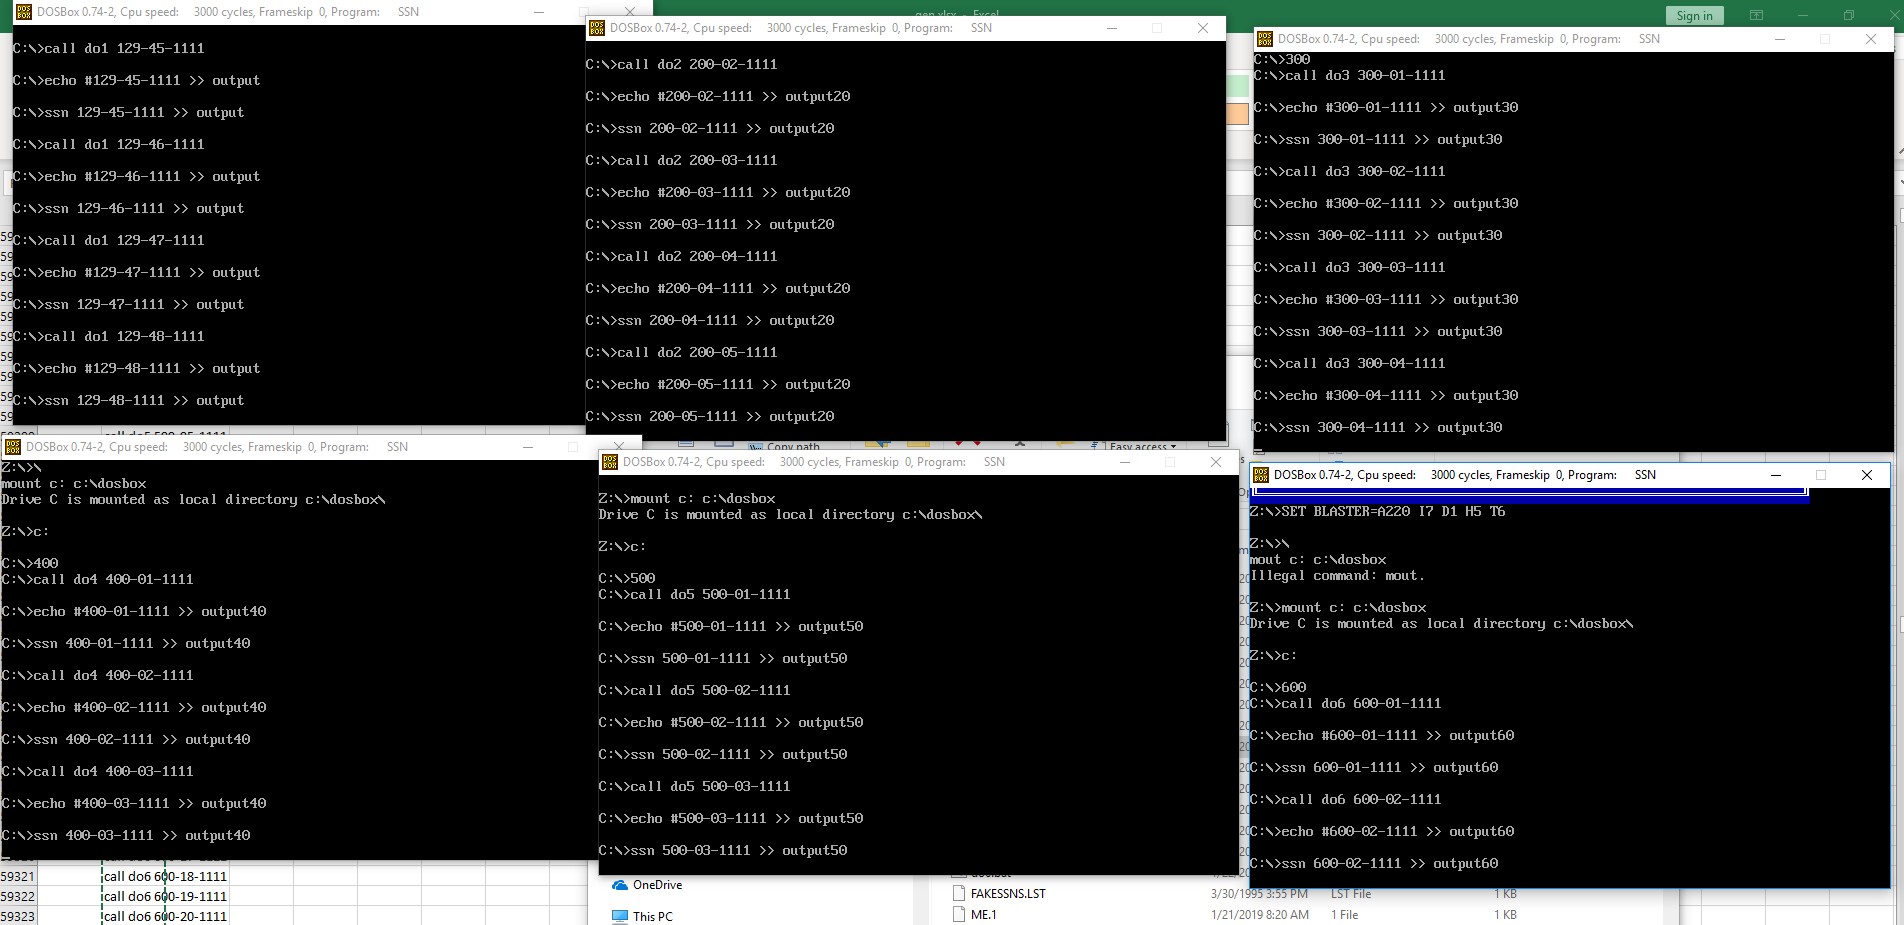 DOSBox 0.74-2, Cpu speed: 3000 cycles, Frameskip 0, Program: SSN
C:\>call do1 129-45-1111
C:\>echo #129-45-1111 >> output
C:\>ssn 129-45-1111 >> output
C:\>call do1 129-46-1111
C:\>echo #129-46-1111 >> output
C:\>ssn 129-46-1111 >> output
C:\>call do1 129-47-1111
C:\>echo #129-47-1111 >> output
C:\>ssn 129-47-1111 >> output
C:\>call do1 129-48-1111
C:\>echo #129-48-1111 >> output
C:\>ssn 129-48-1111 >> output
DOSBox 0.74-2, Cpu speed: 3000 cycles, Frameskip 0, Program: SSN
C:\>call do2 200-02-1111
C:\>echo #200-02-1111 >> output20
C:\>ssn 200-02-1111 >> output20
C:\>call do2 200-03-1111
C:\>echo #200-03-1111 >> output20
C:\>ssn 200-03-1111 >> output20
C:\>call do2 200-04-1111
C:\>echo #200-04-1111 >> output20
C:\>ssn 200-04-1111 >> output20
C:\>call do2 200-05-1111
C:\>echo #200-05-1111 >> output20
C:\>ssn 200-05-1111 >> output20
Sign in
DOSBox 0.74-2, Cpu speed: 3000 cycles, Frameskip 0, Program: SSN
C:\>300
C:\>call do3 300-01-1111
C:\>echo #300-01-1111 >> output30
C:\>ssn 300-01-1111 >> output30
C:\>call do3 300-02-1111
C:\>echo #300-02-1111 >> output30
C:\>ssn 300-02-1111 >> output30
C:\>call do3 300-03-1111
C:\>echo #300-03-1111 >> output30
C:\>ssn 300-03-1111 >> output30
C:\>call do3 300-04-1111
C:\>echo #300-04-1111 >> output30
C:\>ssn 300-04-1111 >> output30
DOSBox 0.74-2, Cpu speed: 3000 cycles, Frameskip 0, Program: SSN
Z:\>\
mount c: c:\dosbox
Drive C is mounted as local directory c:\dosbox\
Z:\>c:
C:\>400
C:\>call do4 400-01-1111
C:\>echo #400-01-1111 >> output40
C:\>ssn 400-01-1111 >> output40
C:\>call do4 400-02-1111
C:\>echo #400-02-1111 >> output40
C:\>ssn 400-02-1111 >> output40
C:\>call do4 400-03-1111
C:\>echo #400-03-1111 >> output40
C:\>ssn 400-03-1111 >> output40
Copy path
Easy access
DOSBox 0.74-2, Cpu speed: 3000 cycles, Frameskip 0, Program: SSN
Z:\>mount c: c:\dosbox
Drive C is mounted as local directory c:\dosbox\
Z:\>c:
C:\>500
C:\>call do5 500-01-1111
C:\>echo #500-01-1111 >> output50
C:\>ssn 500-01-1111 >> output50
C:\>call do5 500-02-1111
C:\>echo #500-02-1111 >> output50
C:\>ssn 500-02-1111 >> output50
C:\>call do5 500-03-1111
C:\>echo #500-03-1111 >> output50
C:\>ssn 500-03-1111 >> output50
DOSBox 0.74-2, Cpu speed: 3000 cycles, Frameskip 0, Program: SSN
Z:\>SET BLASTER=A220 I7 D1 H5 T6
Z:\>\
mout c: c:\dosbox
Illegal command: mout.
Z:\>mount c: c:\dosbox
Drive C is mounted as local directory c:\dosbox\
Z:\>c:
C:\>600
C:\>call do6 600-01-1111
C:\>echo #600-01-1111 >> output60
C:\>ssn 600-01-1111 >> output60
C:\>call do6 600-02-1111
C:\>echo #600-02-1111 >> output60
C:\>ssn 600-02-1111 >> output60
59321 call do6 600-18-1111
59322 call do6 600-19-1111
59323 call do6 600-20-1111
OneDrive
This PC
FAKESSNS.LST 3/30/1995 3:55 PM LST File 1 KB
ME.1 1/21/2019 8:20 AM 1 File 1 KB